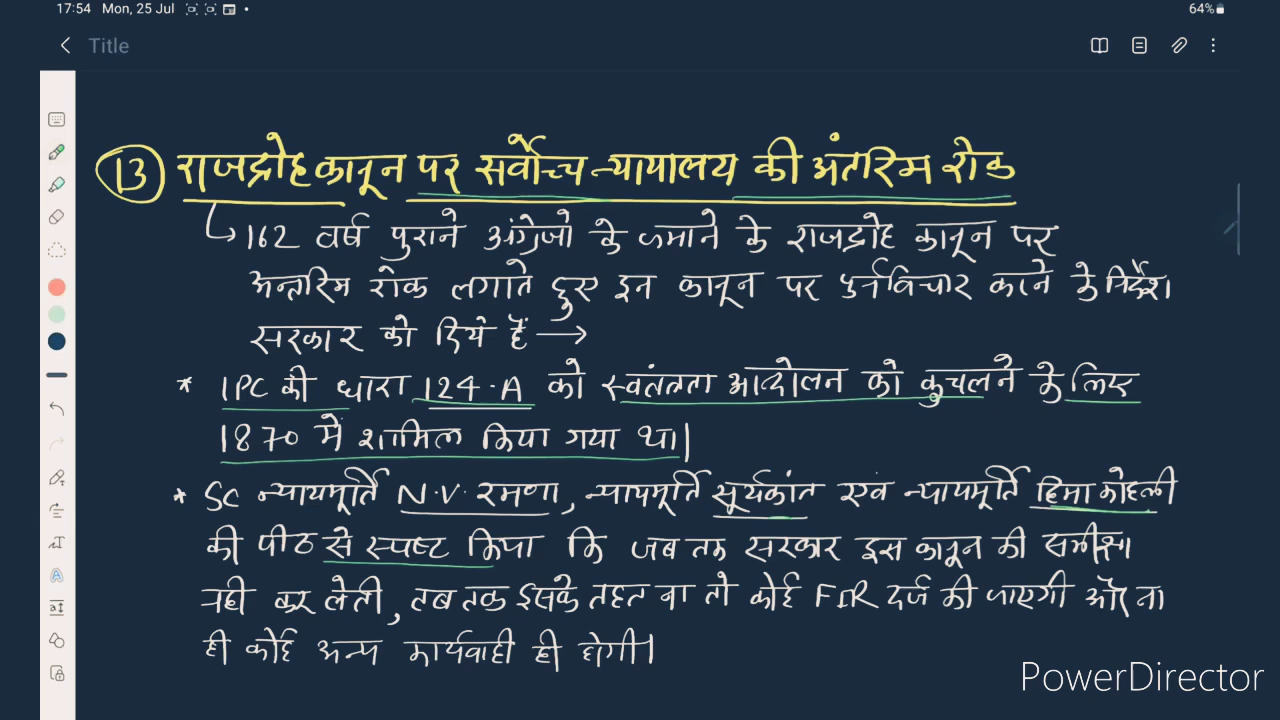 17:54 Mon, 25 Jul
64%
Title
13) राजद्रोह कानून पर सर्वोच्च न्यायालय की अंतरिम रोक
162 वर्ष पुराने अंग्रेजो के जमाने के राजद्रोह कानून पर
अन्तरिम रोक लगाते हुए इन कानून पर पुर्नविचार करने के निर्देश
सरकार को दिये हैं →
* IPC की धारा 124-A को स्वतंत्रता आन्दोलन को कुचलने के लिए
1870 में शामिल किया गया था।
* SC न्यायमूर्ति N.V. रमणा, न्यायमूर्ति सूर्यकांत एवं न्यायमूर्ति हिमा कोहली
की पीठ से स्पष्ट किया कि जब तक सरकार इस कानून की समीक्षा
नही कर लेती, तब तक इसके तहत ना तो कोई FIR दर्ज की जाएगी और ना
ही कोई अन्य कार्यवाही ही होगी।
PowerDirector